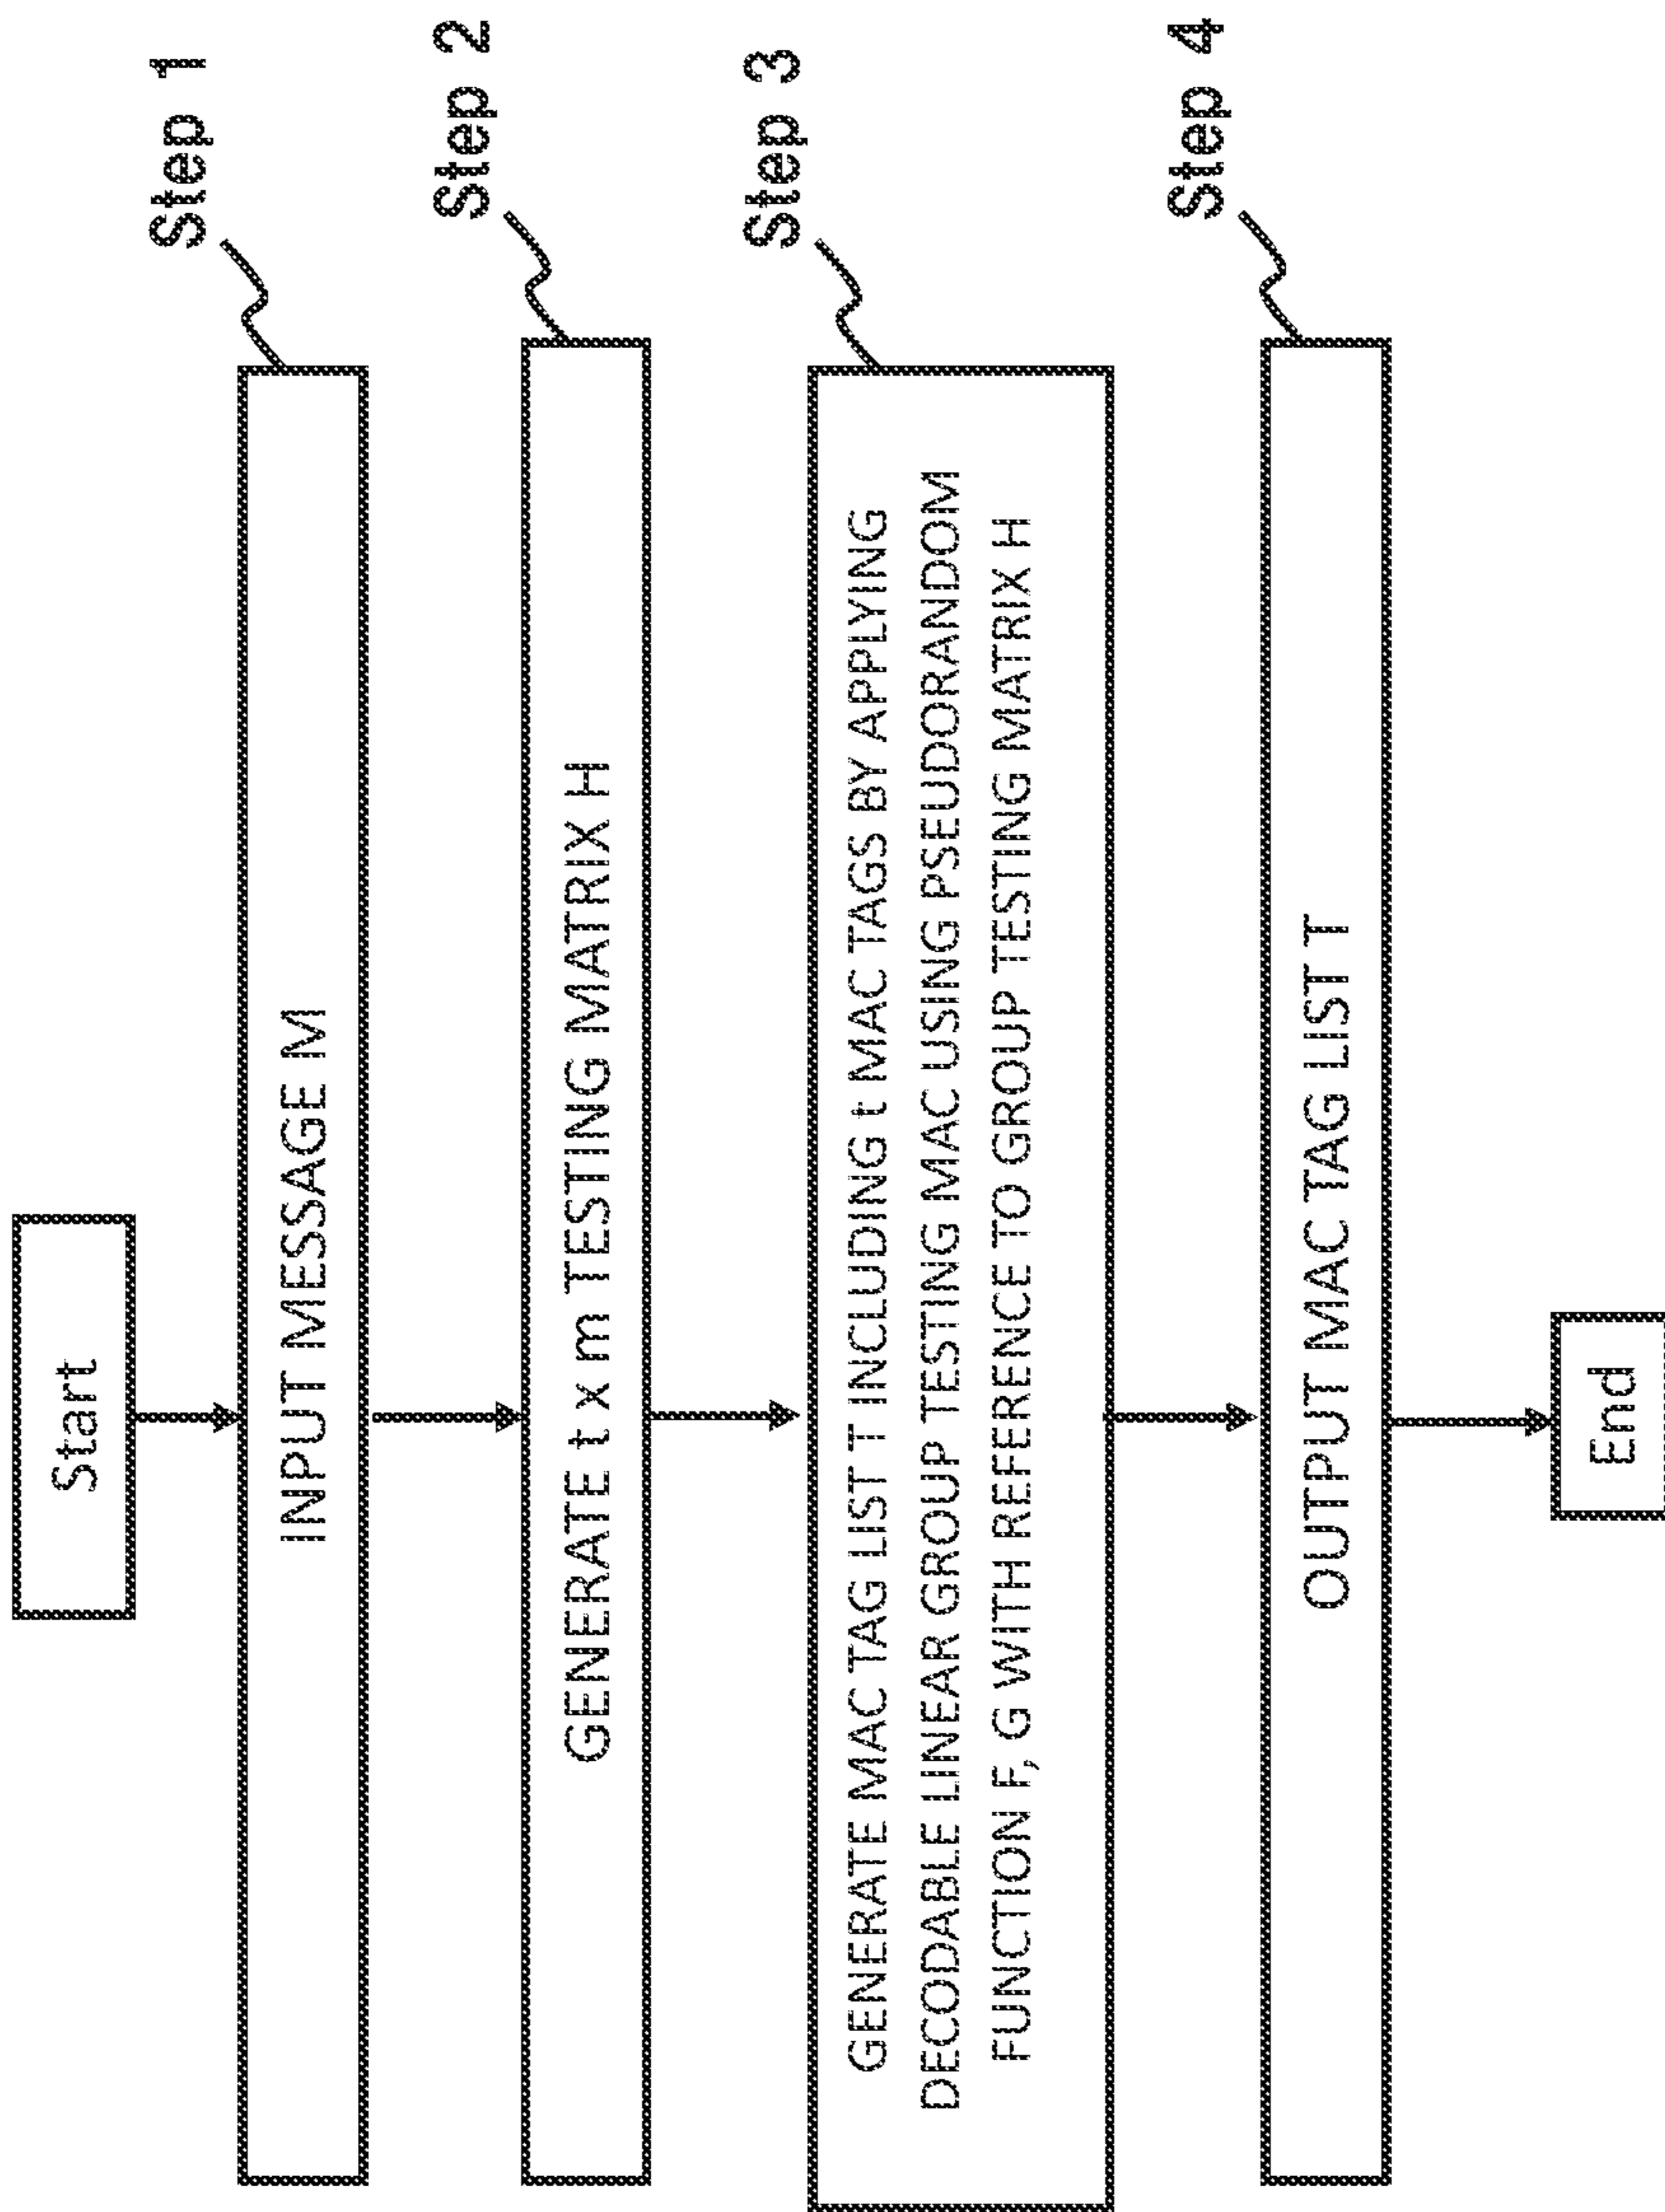 Start
Step 1
INPUT MESSAGE M
Step 2
GENERATE t x m TESTING MATRIX H
Step 3
GENERATE MAC TAG LIST T INCLUDING t MAC TAGS BY APPLYING
DECODABLE LINEAR GROUP TESTING MAC USING PSEUDORANDOM
FUNCTION F, G WITH REFERENCE TO GROUP TESTING MATRIX H
Step 4
OUTPUT MAC TAG LIST T
End